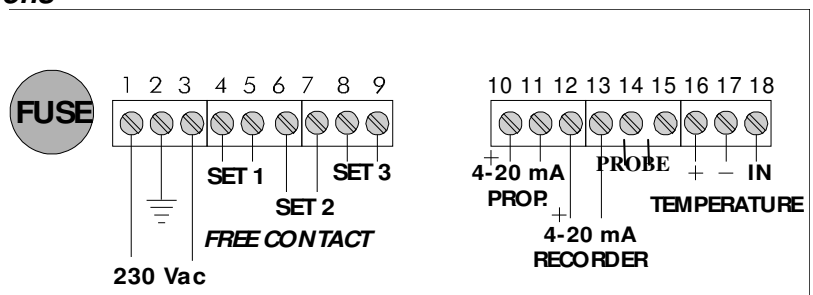 1 2 3 4 5 6 7 8 9
10 11 12 13 14 15 16 17 18
FUSE
SET 1
SET 3
SET 2
FREE CONTACT
230 Vac
+
4-20 mA
PROP.
PROBE
+ – IN
TEMPERATURE
+
4-20 mA
RECORDER